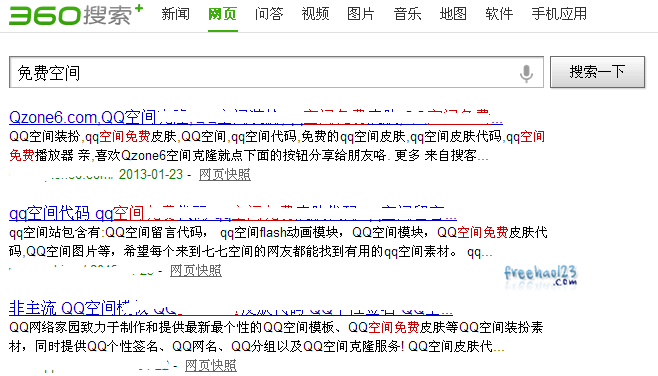 360搜索+ 新闻 网页 问答 视频 图片 音乐 地图 软件 手机应用
免费空间 搜索一下
Qzone6.com,QQ空间
QQ空间装扮,qq空间免费皮肤,QQ空间,qq空间代码,免费的qq空间皮肤,qq空间皮肤代码,qq空间
免费播放器 亲,喜欢Qzone6空间克隆就点下面的按钮分享给朋友咯. 更多 来自搜客...
2013-01-23 - 网页快照
qq空间代码 qq空间
qq空间站包含有:QQ空间留言代码， qq空间flash动画模块，QQ空间模块，QQ空间免费皮肤代
码,QQ空间图片等，希望每个来到七七空间的网友都能找到有用的qq空间素材。 qq...
- 网页快照
freehao123
.com
非主流 QQ空间模板
QQ网络家园致力于制作和提供最新最个性的QQ空间模板、QQ空间免费皮肤等QQ空间装扮素
材，同时提供QQ个性签名、QQ网名、QQ分组以及QQ空间克隆服务! QQ空间皮肤代...
- 网页快照